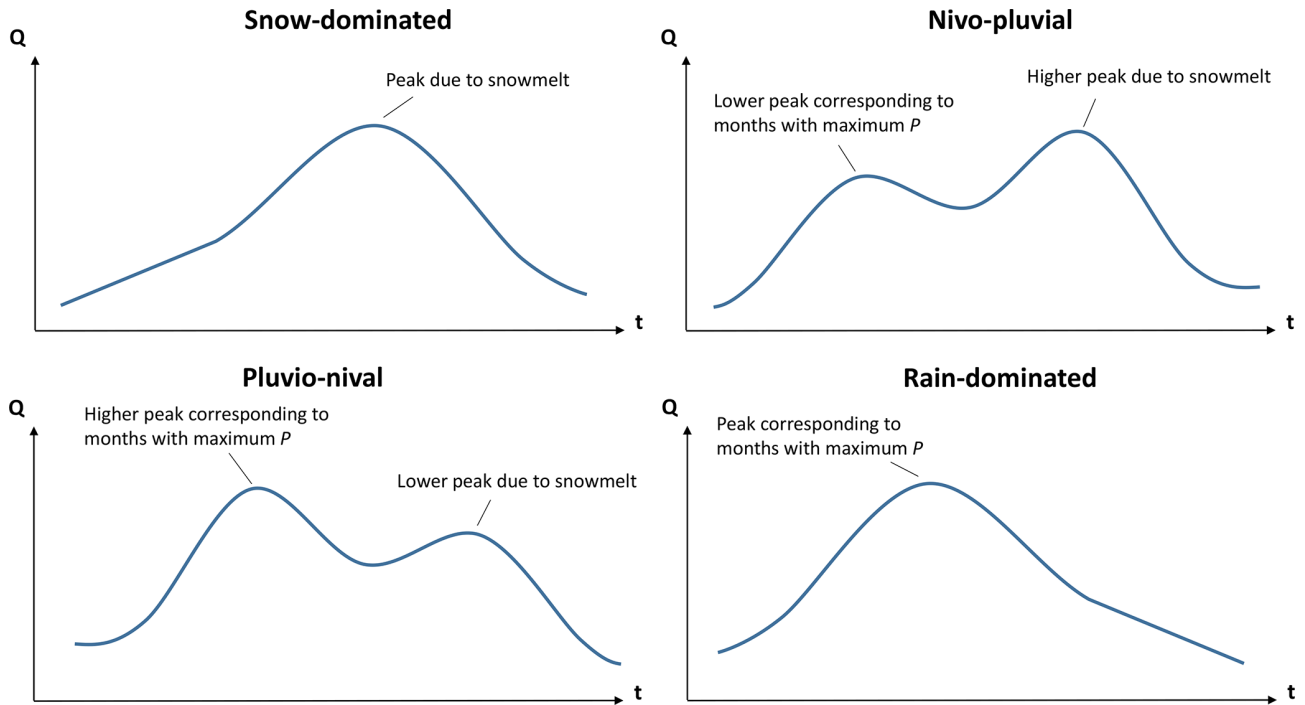 Snow-dominated
Q
Peak due to snowmelt
t
Nivo-pluvial
Q
Higher peak due to snowmelt
Lower peak corresponding to
months with maximum P
t
Pluvio-nival
Q
Higher peak corresponding to
months with maximum P
Lower peak due to snowmelt
t
Rain-dominated
Q
Peak corresponding to
months with maximum P
t